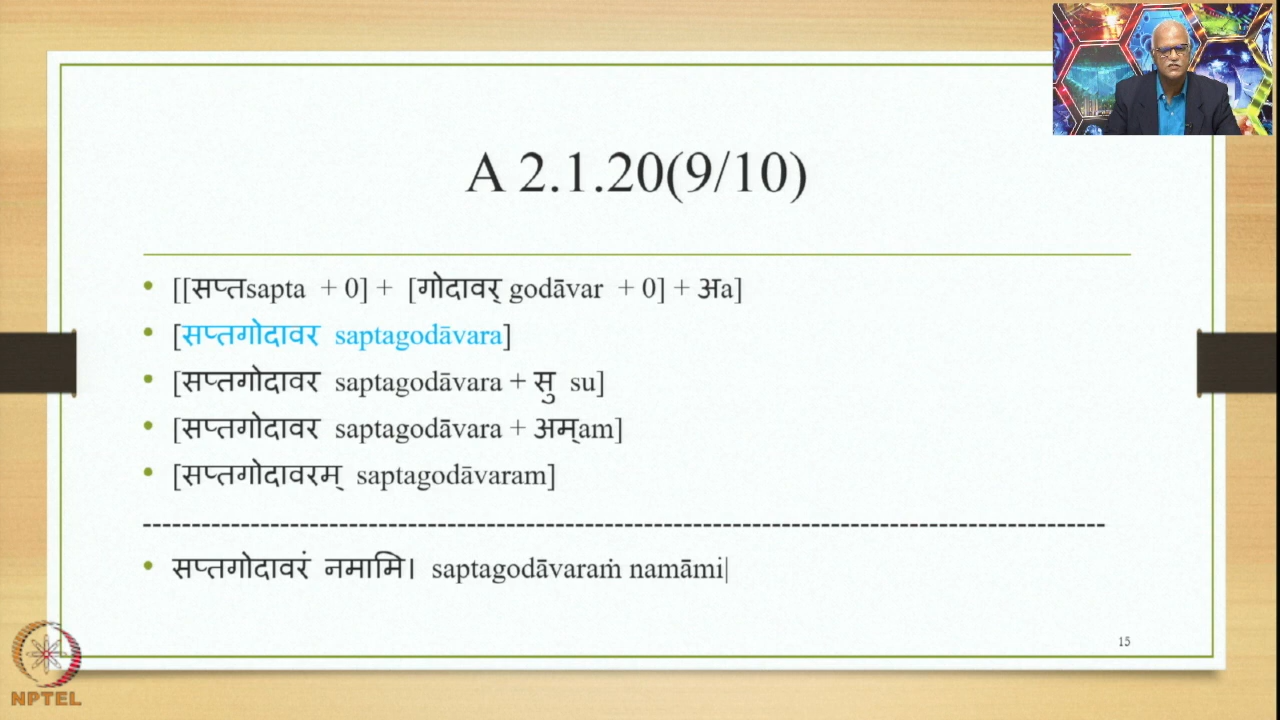 A 2.1.20(9/10)
• [[सप्तsapta + 0] + [गोदावर् godāvar + 0] + अa]
• [सप्तगोदावर saptagodāvara]
• [सप्तगोदावर saptagodāvara + सु su]
• [सप्तगोदावर saptagodāvara + अम्am]
• [सप्तगोदावरम् saptagodāvaram]
--------------------------------------------------------------------------------------------
• सप्तगोदावरं नमामि। saptagodāvaraṁ namāmi|
15
NPTEL